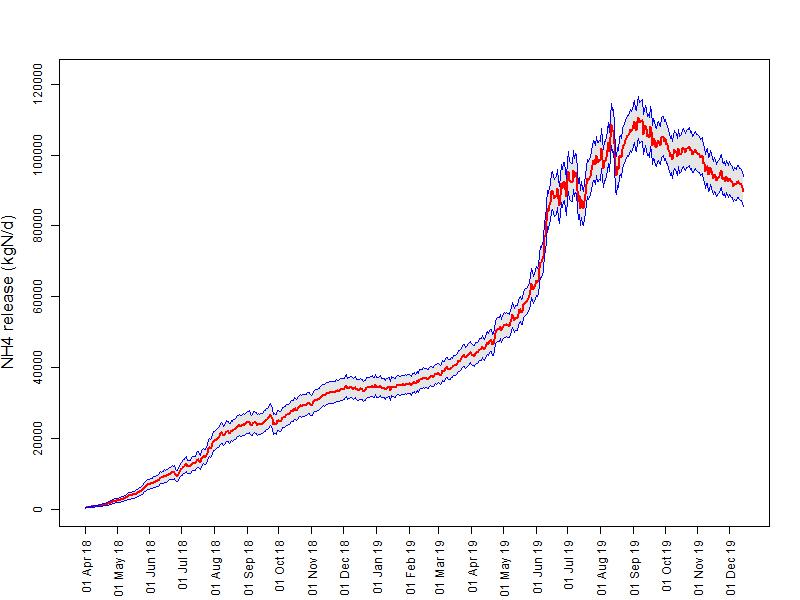 NH4 release (kgN/d)
120000
100000
80000
60000
40000
20000
0
01 Apr 18
01 May 18
01 Jun 18
01 Jul 18
01 Aug 18
01 Sep 18
01 Oct 18
01 Nov 18
01 Dec 18
01 Jan 19
01 Feb 19
01 Mar 19
01 Apr 19
01 May 19
01 Jun 19
01 Jul 19
01 Aug 19
01 Sep 19
01 Oct 19
01 Nov 19
01 Dec 19